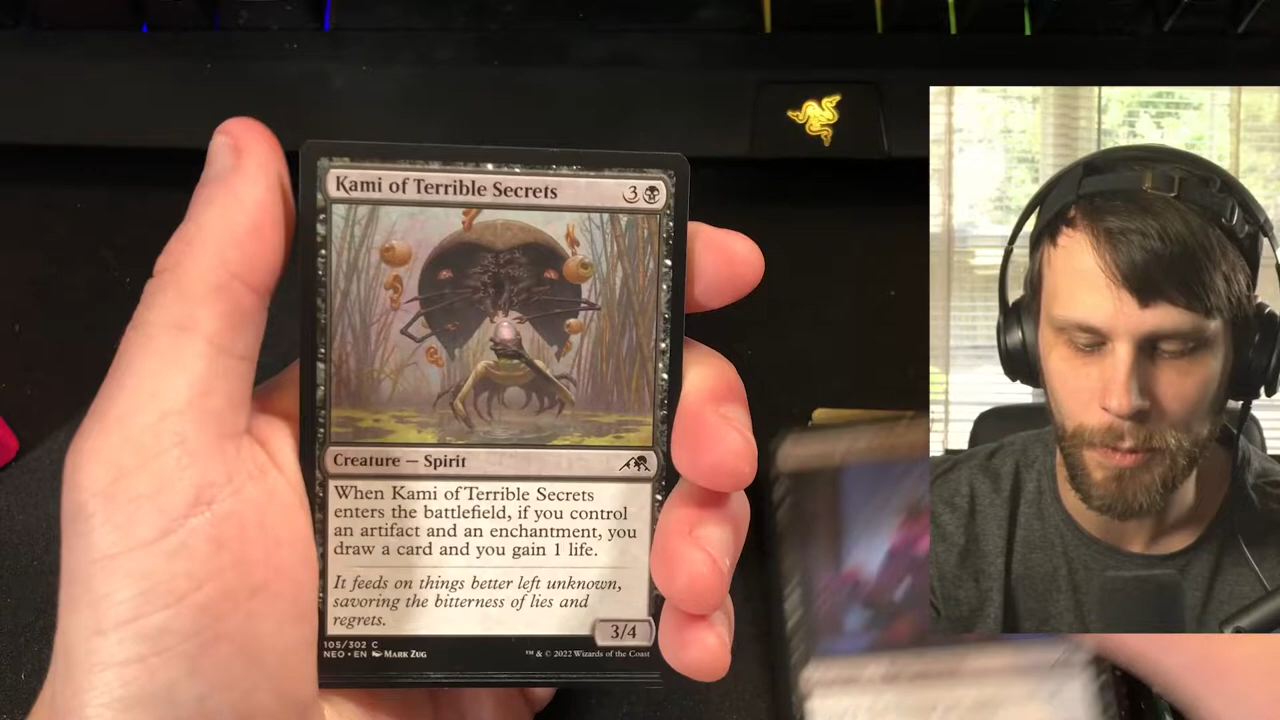 Kami of Terrible Secrets 3
Creature — Spirit
When Kami of Terrible Secrets
enters the battlefield, if you control
an artifact and an enchantment, you
draw a card and you gain 1 life.
It feeds on things better left unknown,
savoring the bitterness of lies and
regrets.
3/4
105/302 C
NEO • EN Mark Zug
™ & © 2022 Wizards of the Coast